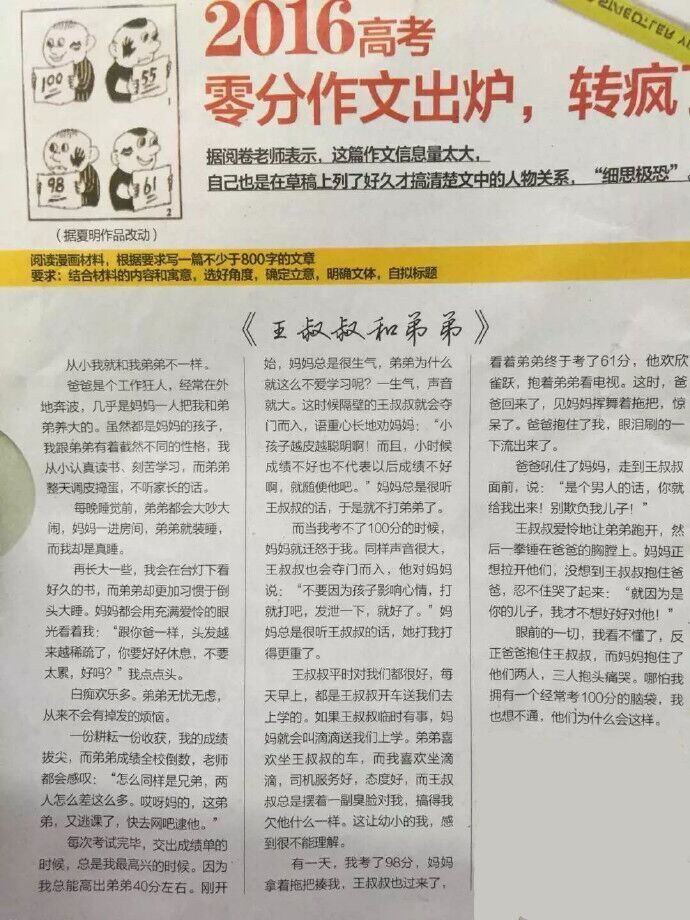 100
55
1
98
61
2
(据夏明作品改动)
2016高考
零分作文出炉，转疯
据阅卷老师表示，这篇作文信息量太大，
自己也是在草稿上列了好久才搞清楚文中的人物关系，“细思极恐”。
阅读漫画材料，根据要求写一篇不少于800字的文章
要求：结合材料的内容和寓意，选好角度，确定立意，明确文体，自拟标题
《王叔叔和弟弟》
从小我就和我弟弟不一样。
爸爸是个工作狂人，经常在外
地奔波，几乎是妈妈一人把我和弟
弟养大的。虽然都是妈妈的孩子，
我跟弟弟有着截然不同的性格，我
从小认真读书、刻苦学习，而弟弟
整天调皮捣蛋，不听家长的话。
每晚睡觉前，弟弟都会大吵大
闹，妈妈一进房间，弟弟就装睡，
而我却是真睡。
再长大一些，我会在台灯下看
好久的书，而弟弟却更加习惯于倒
头大睡。妈妈都会用充满爱怜的眼
光看着我：“跟你爸一样，头发越
来越稀疏了，你要好好休息，不要
太累，好吗？”我点点头。
白痴欢乐多。弟弟无忧无虑，
从来不会有掉发的烦恼。
一份耕耘一份收获，我的成绩
拔尖，而弟弟成绩全校倒数，老师
都会感叹：“怎么同样是兄弟，两
人怎么差这么多。哎呀妈的，这弟
弟，又逃课了，快去网吧逮他。”
每次考试完毕，交出成绩单的
时候，总是我最高兴的时候。因为
我总能高出弟弟40分左右。刚开
始，妈妈总是很生气，弟弟为什么
就这么不爱学习呢？一生气，声音
就大。这时候隔壁的王叔叔就会夺
门而入，语重心长地劝妈妈：“小
孩子越皮越聪明啊！而且，小时候
成绩不好也不代表以后成绩不好
啊，就随便他吧。”妈妈总是很听
王叔叔的话，于是就不打弟弟了。
而当我考不了100分的时候，
妈妈就迁怒于我。同样声音很大，
王叔叔也会夺门而入，他对妈妈
说：“不要因为孩子影响心情，打
就打吧，发泄一下，就好了。”妈
妈总是很听王叔叔的话，她打我打
得更重了。
王叔叔平时对我们都很好，每
天早上，都是王叔叔开车送我们去
上学的。如果王叔叔临时有事，妈
妈就会叫滴滴送我们上学。弟弟喜
欢坐王叔叔的车，而我喜欢坐滴
滴，司机服务好，态度好，而王叔
叔总是摆着一副臭脸对我，搞得我
欠他什么一样。这让幼小的我，感
到很不能理解。
有一天，我考了98分，妈妈
拿着拖把揍我，王叔叔也过来了，
看着弟弟终于考了61分，他欢欣
雀跃，抱着弟弟看电视。这时，爸
爸回来了，见妈妈挥舞着拖把，惊
呆了。爸爸抱住了我，眼泪刷的一
下流出来了。
爸爸吼住了妈妈，走到王叔叔
面前，说：“是个男人的话，你就
给我出来！别欺负我儿子！”
王叔叔爱怜地让弟弟跑开，然
后一拳锤在爸爸的胸膛上。妈妈正
想拉开他们，没想到王叔叔抱住爸
爸，忍不住哭了起来：“就因为是
你的儿子，我才不想好好对他！”
眼前的一切，我看不懂了，反
正爸爸抱住王叔叔，而妈妈抱住了
他们两人，三人抱头痛哭。哪怕我
拥有一个经常考100分的脑袋，我
也想不通，他们为什么会这样。